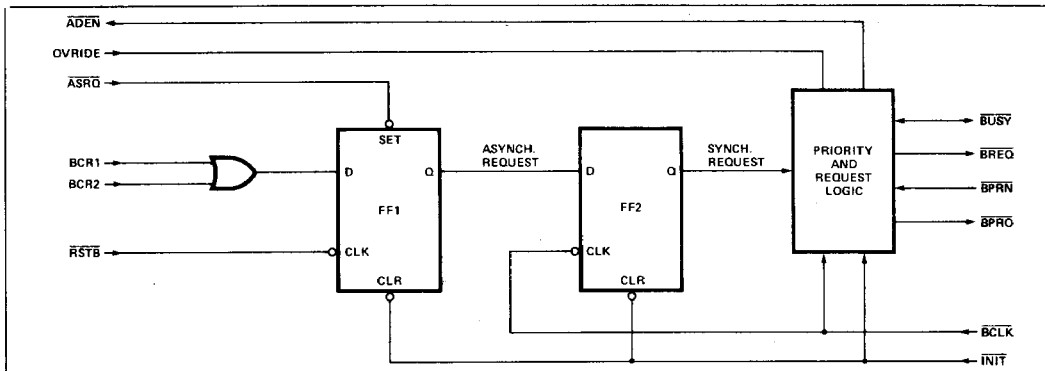 ADEN
OVRIDE
ASRQ
BCR1
BCR2
RSTB
SET
D
Q
FF1
CLK
CLR
ASYNCH.
REQUEST
D
Q
FF2
CLK
CLR
SYNCH.
REQUEST
PRIORITY
AND
REQUEST
LOGIC
BUSY
BREQ
BPRN
BPRO
BCLK
INIT